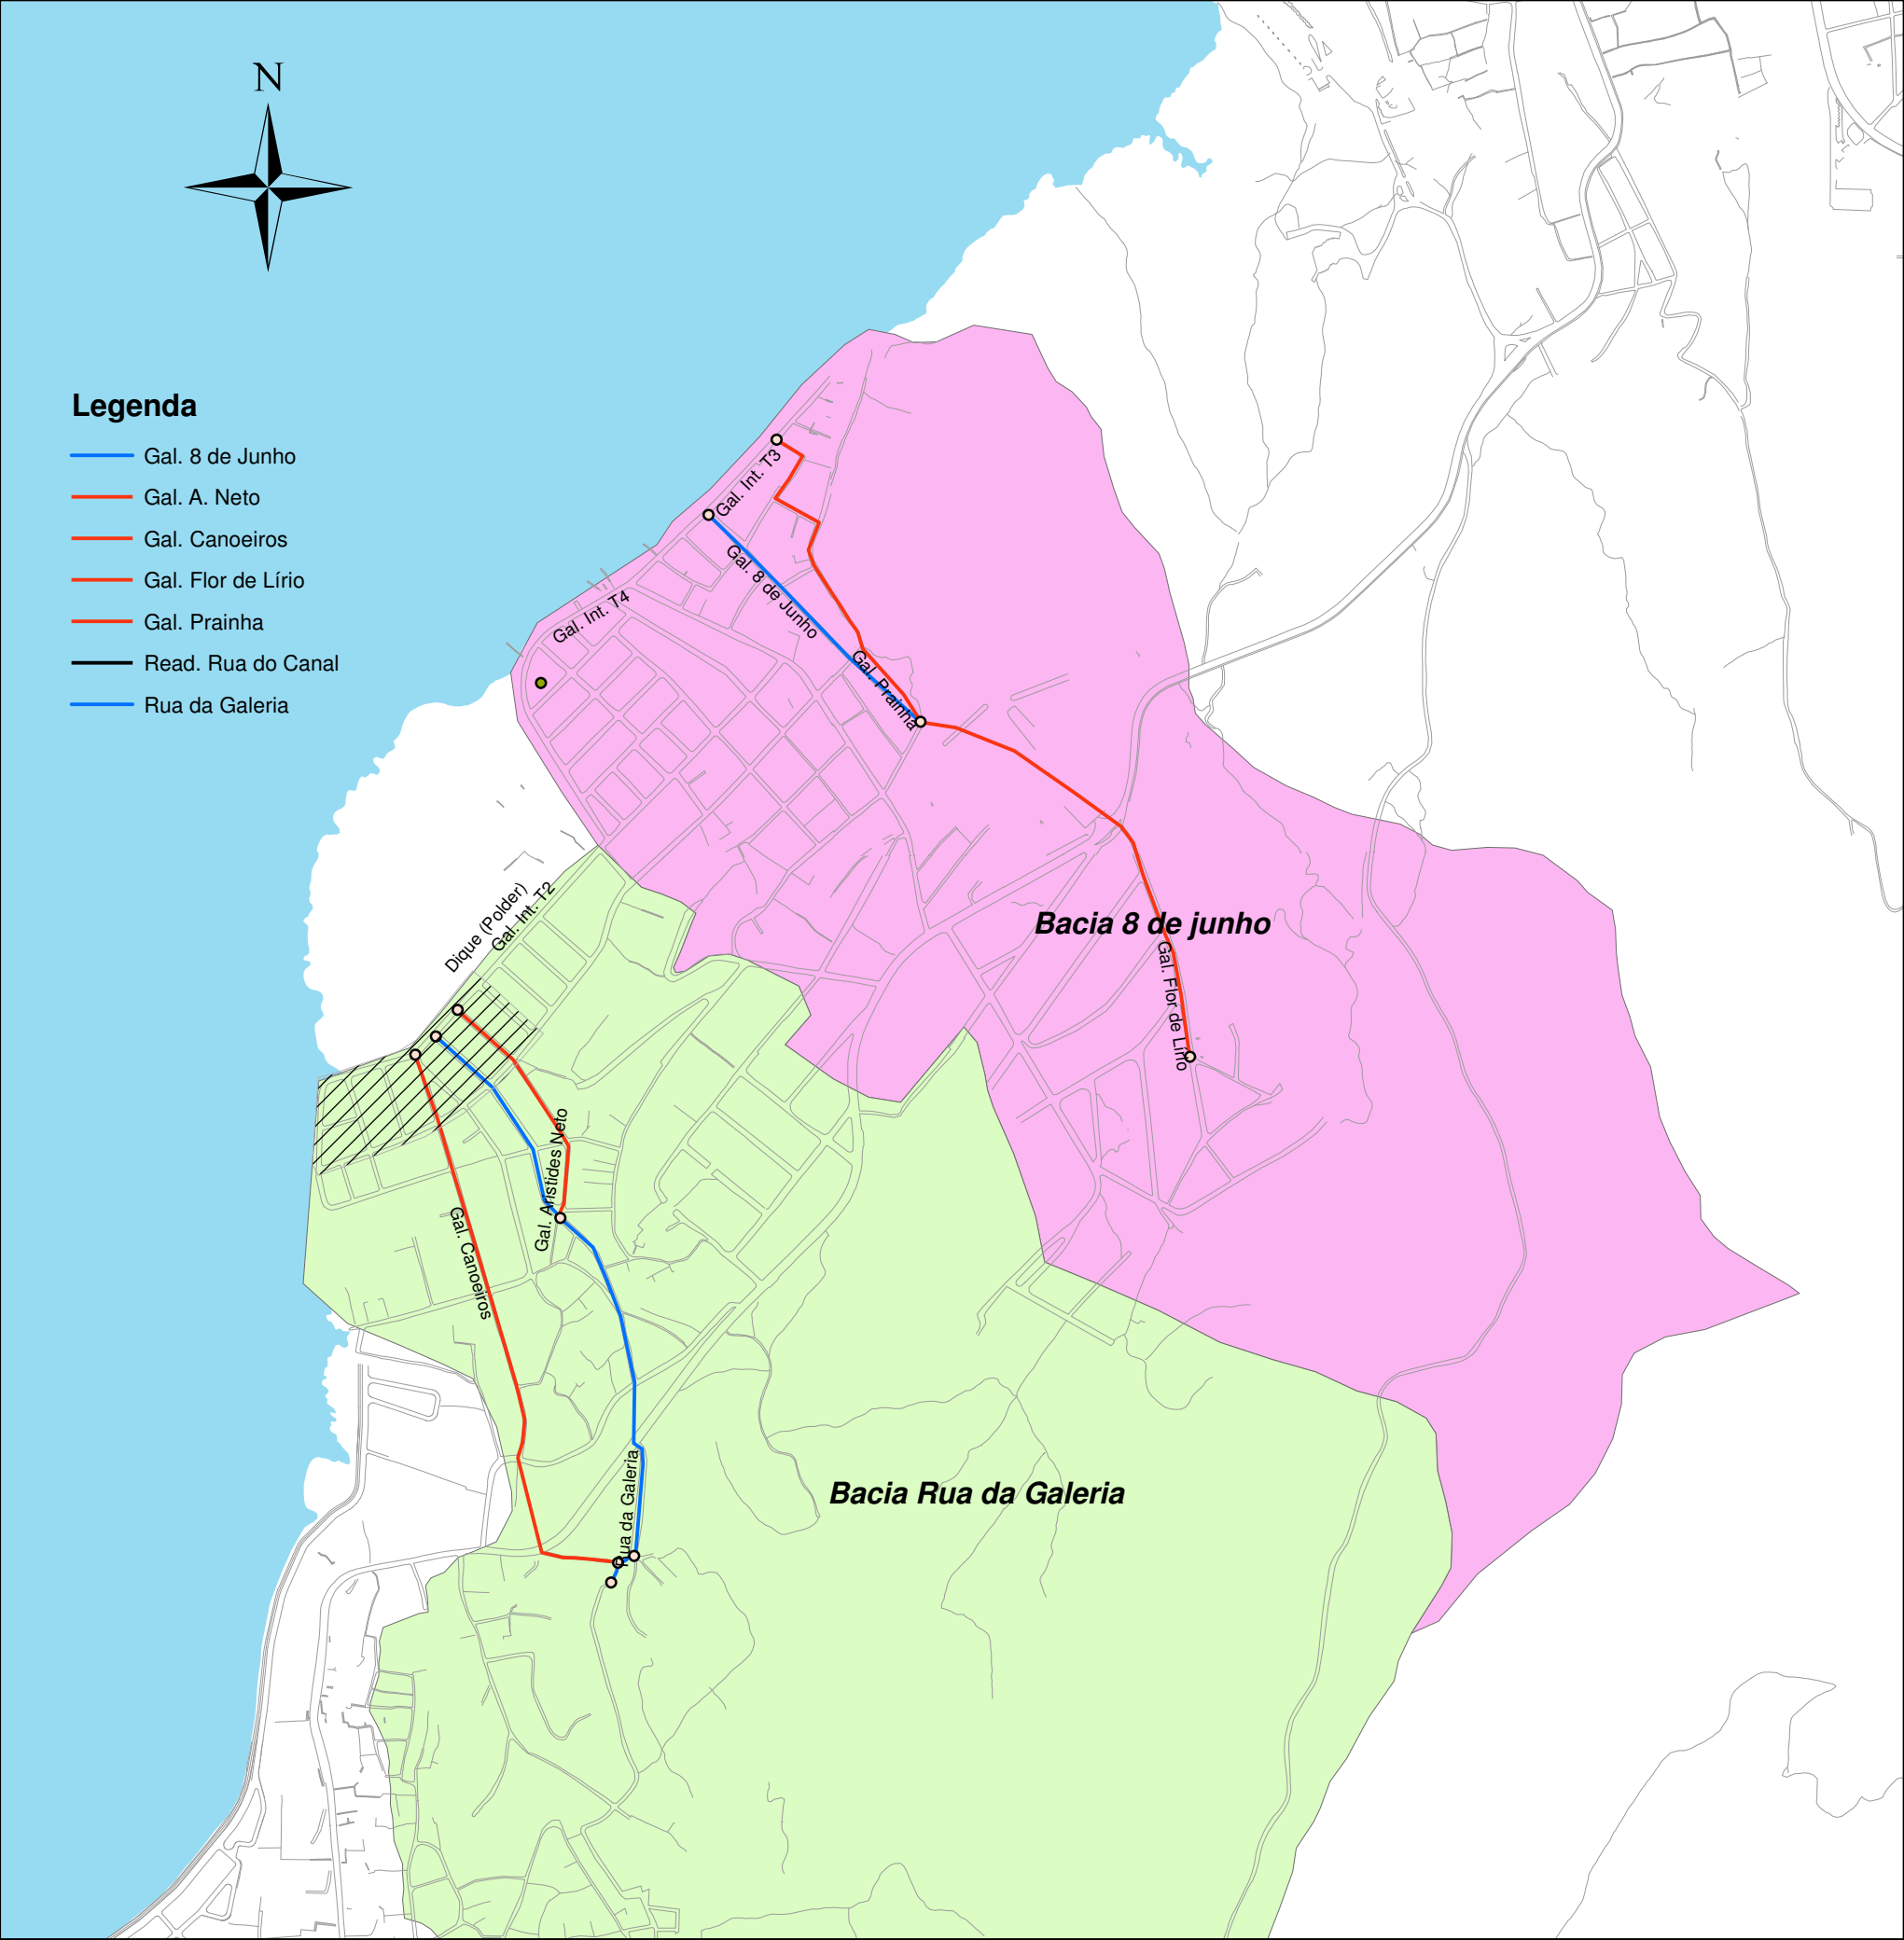 N
Legenda
Gal. 8 de Junho
Gal. A. Neto
Gal. Canoeiros
Gal. Flor de Lírio
Gal. Prainha
Read. Rua do Canal
Rua da Galeria
Gal. Int. T3
Gal. 8 de Junho
Gal. Int. T4
Gal. Prainha
Dique (Polder)
Gal. Int. T2
Bacia 8 de junho
Gal. Flor de Lírio
Gal. Aristides Neto
Gal. Canoeiros
Rua da Galeria
Bacia Rua da Galeria